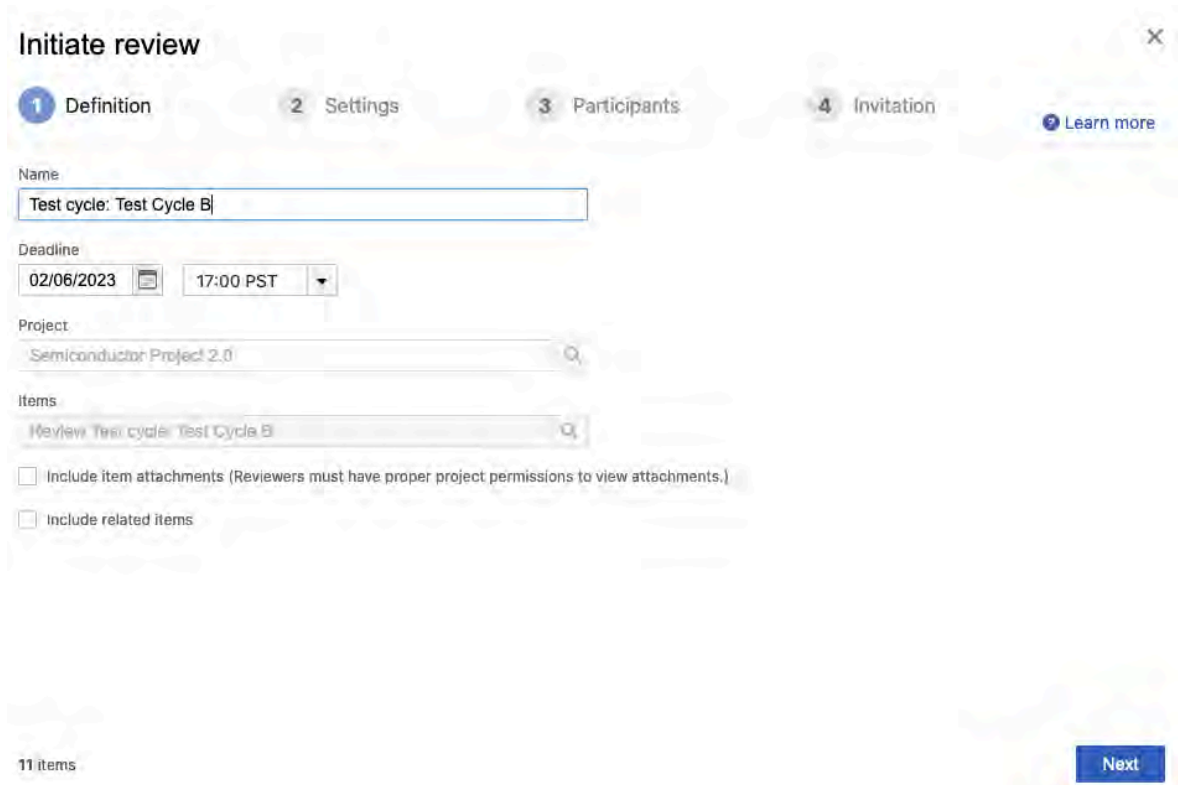 Initiate review
1 Definition 2 Settings 3 Participants 4 Invitation
? Learn more
Name
Test cycle: Test Cycle B
Deadline
02/06/2023 17:00 PST
Project
Semiconductor Project 2.0
Items
Review Test cycle: Test Cycle B
Include item attachments (Reviewers must have proper project permissions to view attachments.)
Include related items
11 items Next